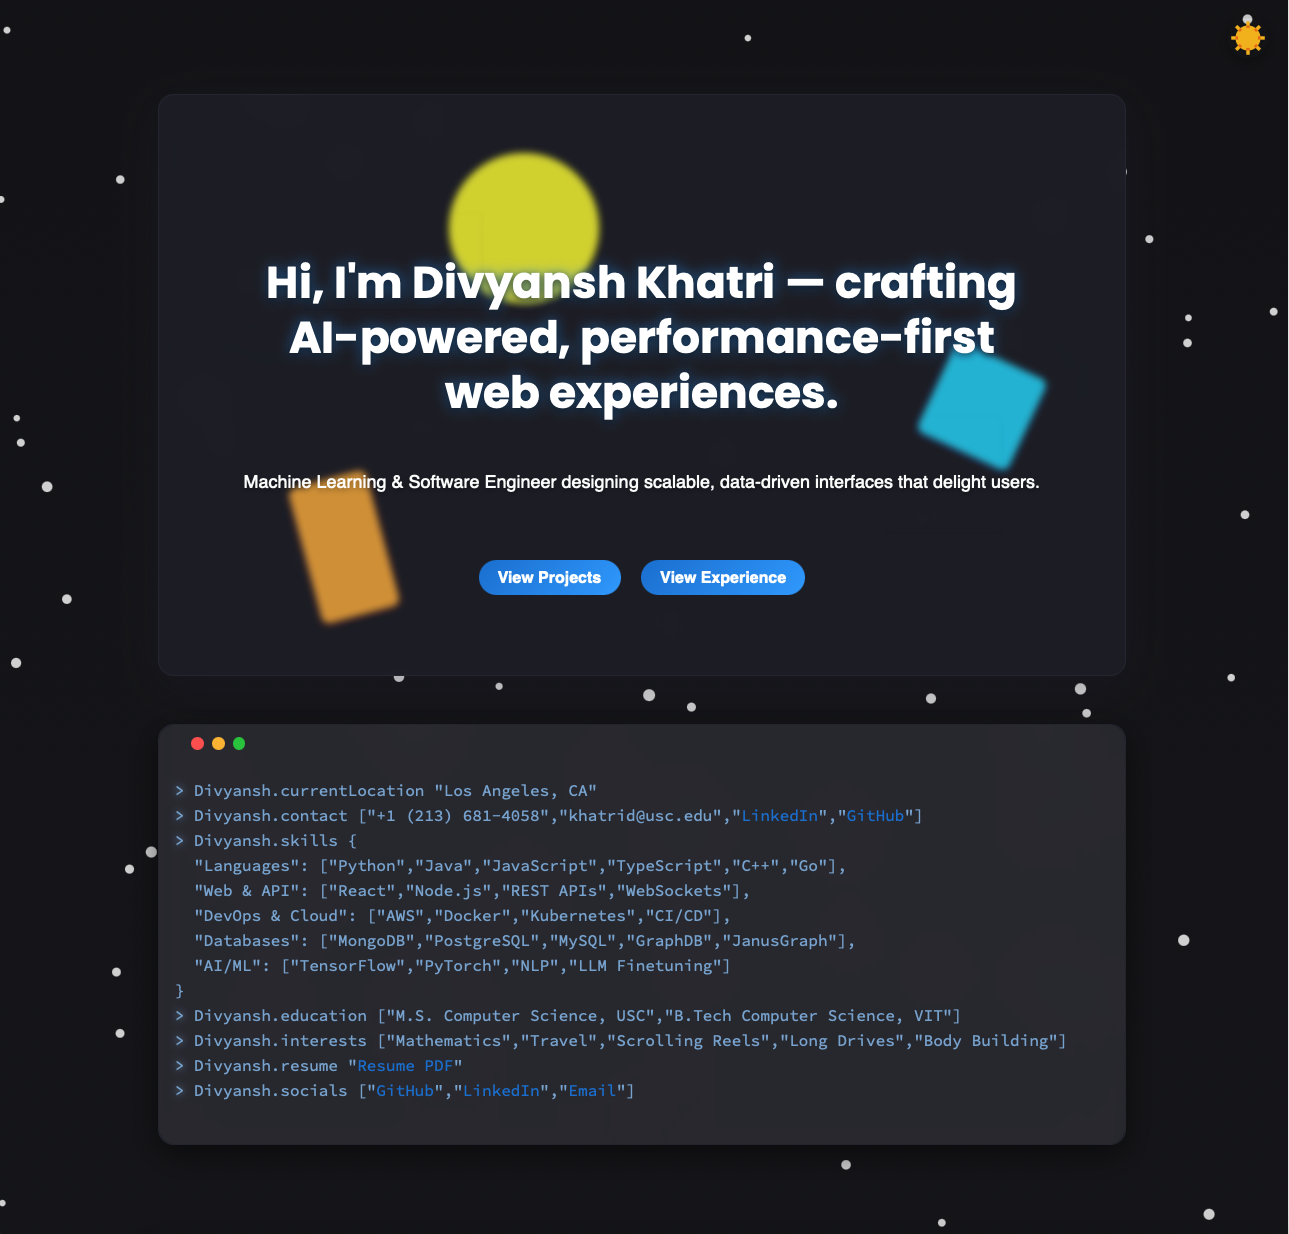 Hi, I'm Divyansh Khatri — crafting
AI-powered, performance-first
web experiences.
Machine Learning & Software Engineer designing scalable, data-driven interfaces that delight users.
View Projects View Experience
> Divyansh.currentLocation "Los Angeles, CA"
> Divyansh.contact ["+1 (213) 681-4058","khatrid@usc.edu","LinkedIn","GitHub"]
> Divyansh.skills {
"Languages": ["Python","Java","JavaScript","TypeScript","C++","Go"],
"Web & API": ["React","Node.js","REST APIs","WebSockets"],
"DevOps & Cloud": ["AWS","Docker","Kubernetes","CI/CD"],
"Databases": ["MongoDB","PostgreSQL","MySQL","GraphDB","JanusGraph"],
"AI/ML": ["TensorFlow","PyTorch","NLP","LLM Finetuning"]
}
> Divyansh.education ["M.S. Computer Science, USC","B.Tech Computer Science, VIT"]
> Divyansh.interests ["Mathematics","Travel","Scrolling Reels","Long Drives","Body Building"]
> Divyansh.resume "Resume PDF"
> Divyansh.socials ["GitHub","LinkedIn","Email"]